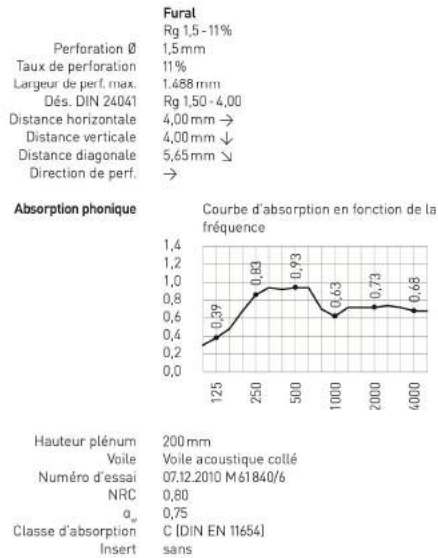 Fural
Rg 1,5 - 11%
Perforation Ø 1,5 mm
Taux de perforation 11%
Largeur de perf. max. 1.488 mm
Dés. DIN 24041 Rg 1,50 - 4,00
Distance horizontale 4,00 mm →
Distance verticale 4,00 mm ↓
Distance diagonale 5,65 mm ↘
Direction de perf. →
Absorption phonique Courbe d'absorption en fonction de la
fréquence
1,4
1,2
1,0
0,8
0,6
0,4
0,2
0,0
0,39
0,83
0,93
0,63
0,73
0,68
125
250
500
1000
2000
4000
Hauteur plénum 200 mm
Voile Voile acoustique collé
Numéro d'essai 07.12.2010 M 61 840/6
NRC 0,80
αw 0,75
Classe d'absorption C [DIN EN 11654]
Insert sans